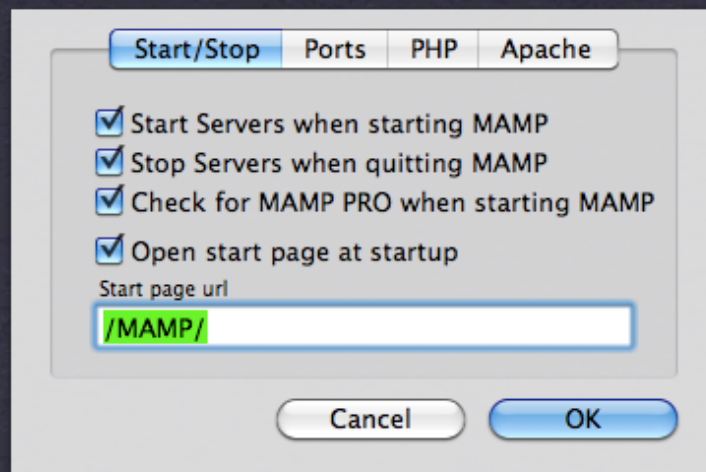 Start/Stop Ports PHP Apache
Start Servers when starting MAMP
Stop Servers when quitting MAMP
Check for MAMP PRO when starting MAMP
Open start page at startup
Start page url
/MAMP/
Cancel OK